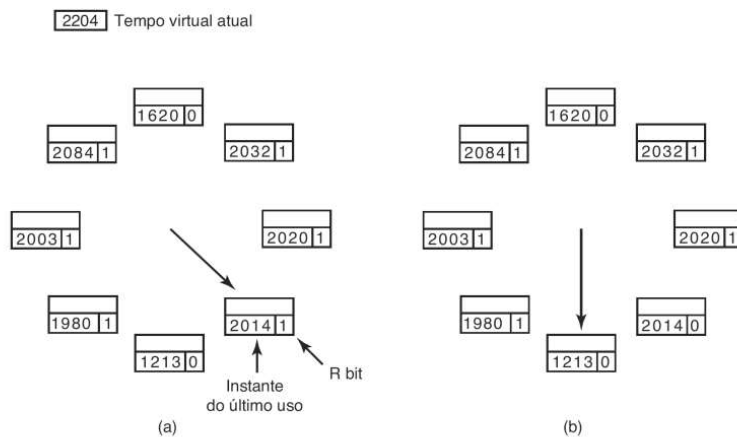 2204 Tempo virtual atual
1620 0
2084 1
2032 1
2003 1
2020 1
1980 1
2014 1
1213 0
R bit
Instante
do último uso
(a)
1620 0
2084 1
2032 1
2003 1
2020 1
1980 1
2014 0
1213 0
(b)